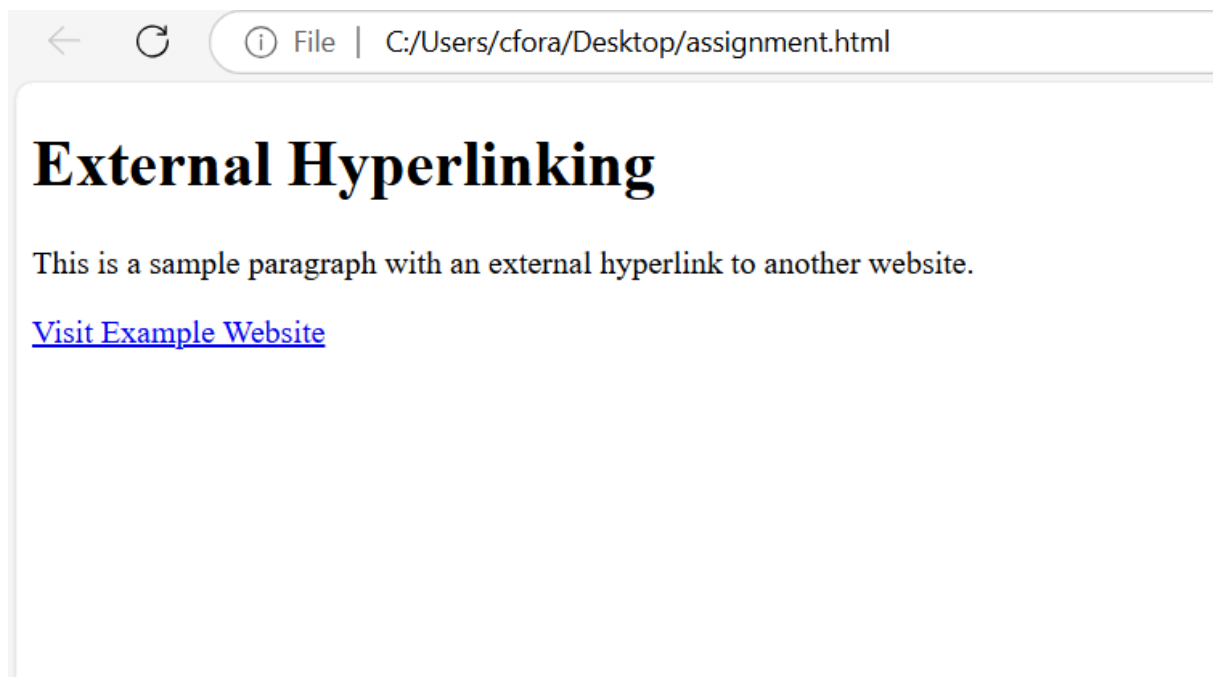 File | C:/Users/cfora/Desktop/assignment.html
External Hyperlinking
This is a sample paragraph with an external hyperlink to another website.
Visit Example Website